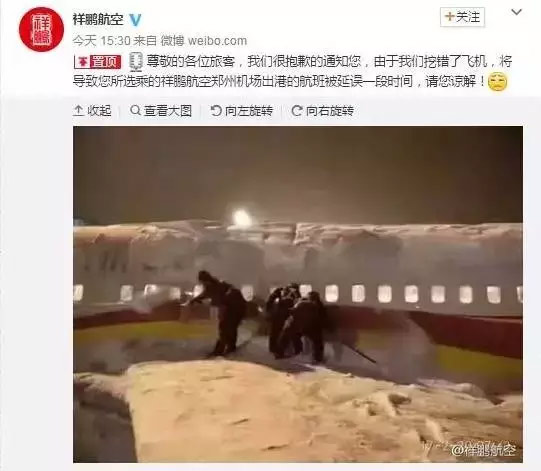 祥鹏航空
祥鹏
+关注
今天 15:30 来自 微博 weibo.com
置顶 尊敬的各位旅客，我们很抱歉的通知您，由于我们挖错了飞机，将
导致您所选乘的祥鹏航空郑州机场出港的航班被延误一段时间，请您谅解！
收起 查看大图 向左旋转 向右旋转
@祥鹏航空